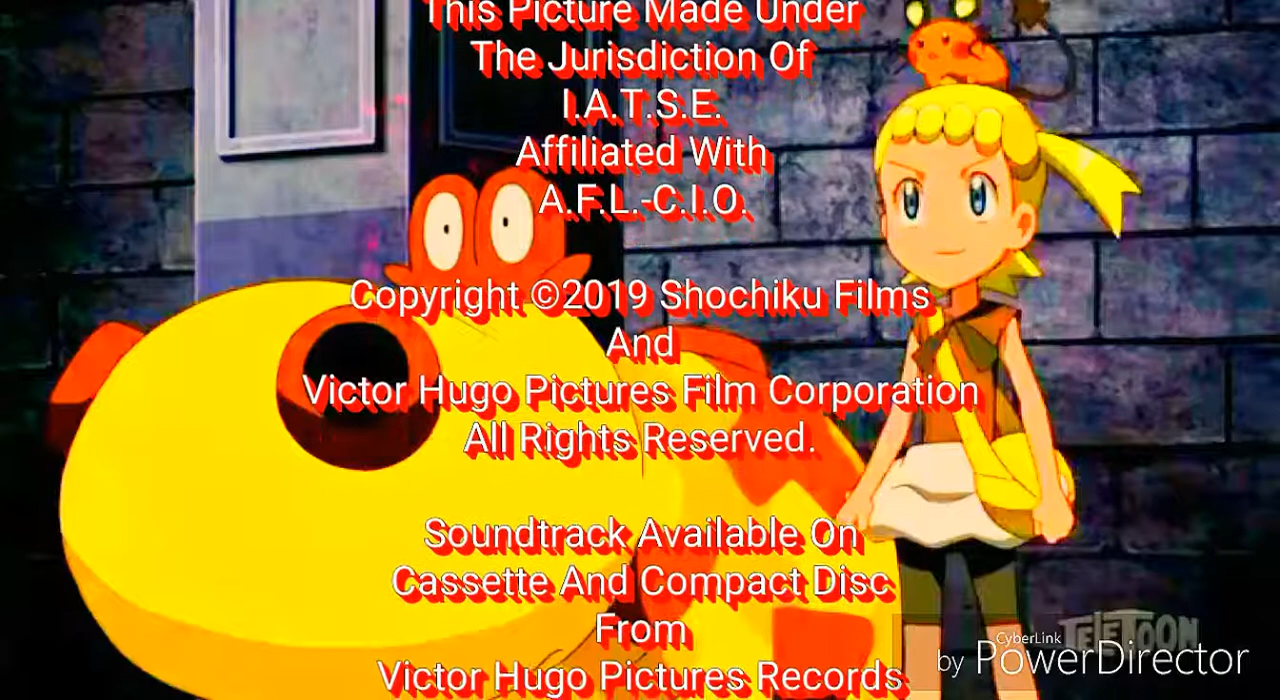 This Picture Made Under
The Jurisdiction Of
I.A.T.S.E.
Affiliated With
A.F.L.-C.I.O.
Copyright ©2019 Shochiku Films
And
Victor Hugo Pictures Film Corporation
All Rights Reserved.
Soundtrack Available On
Cassette And Compact Disc
From
Victor Hugo Pictures Records
TELETOON
CyberLink
by PowerDirector